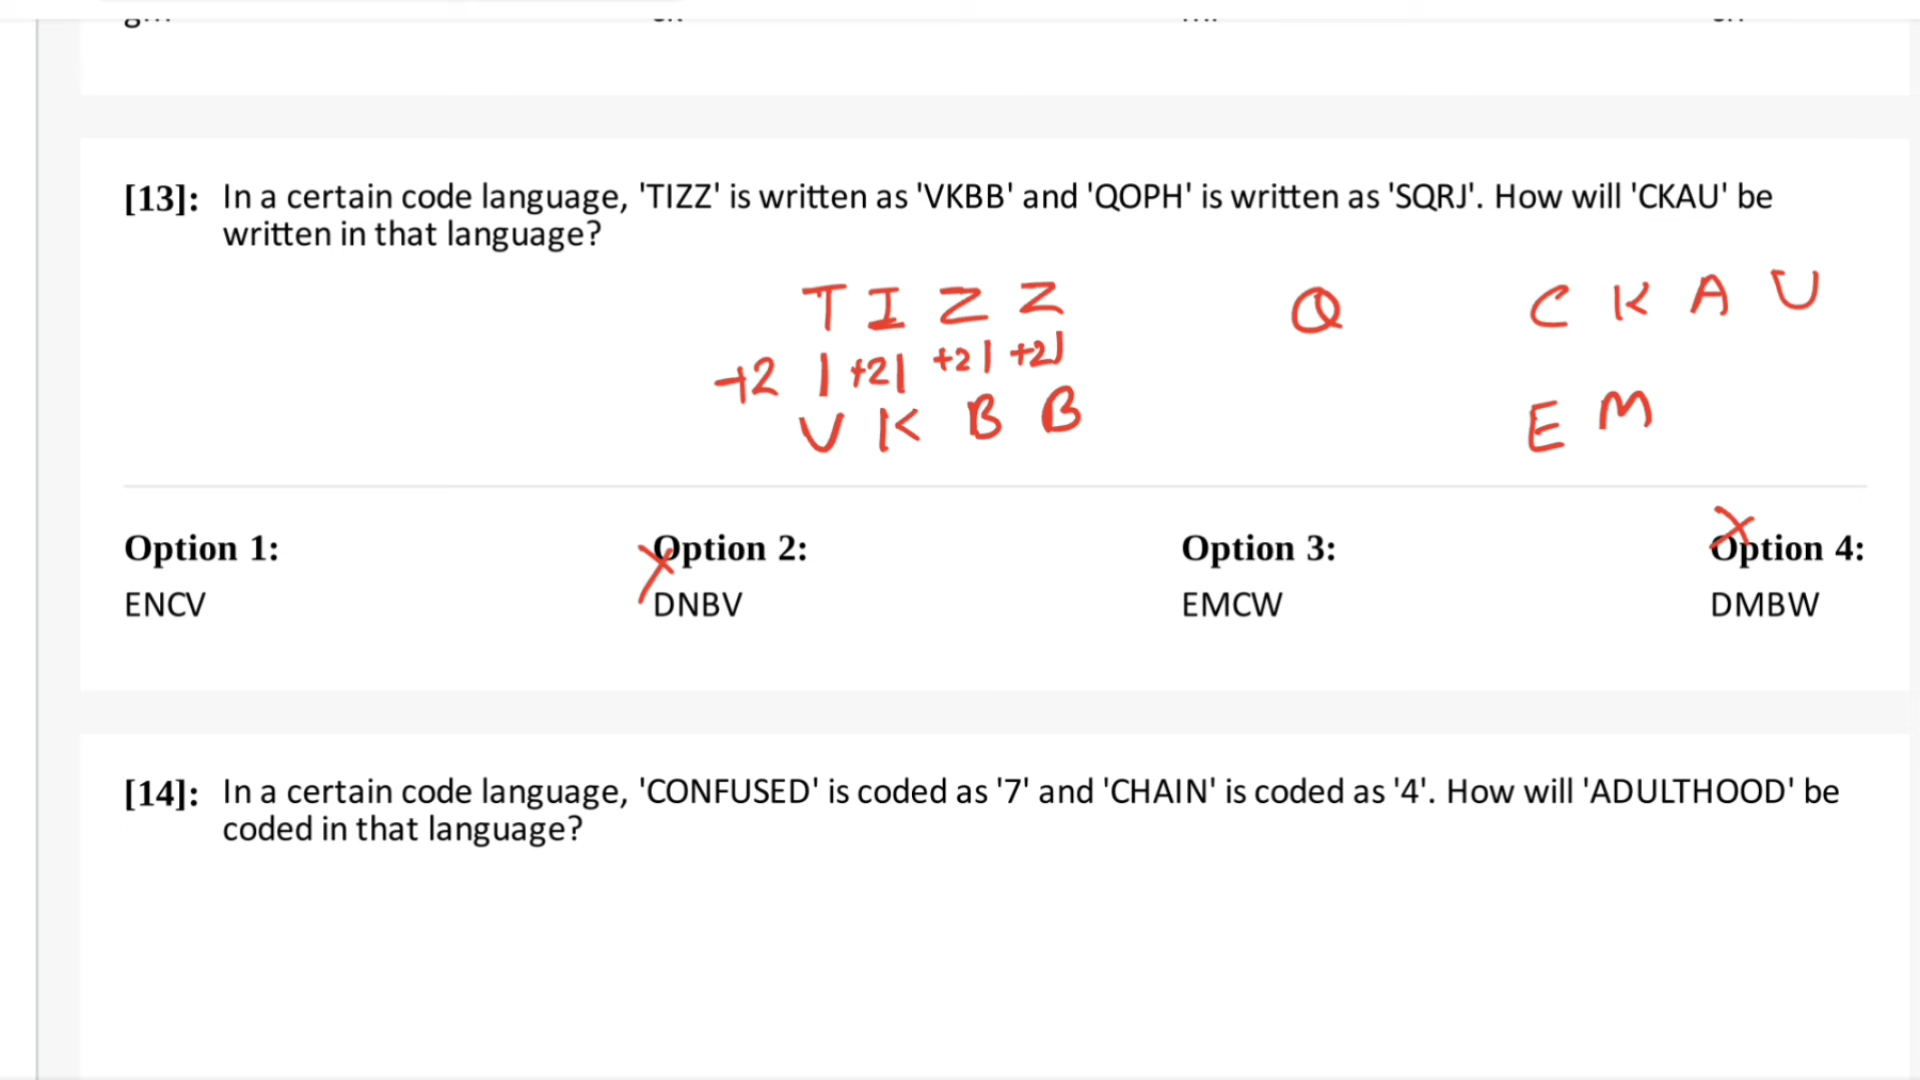 [13]: In a certain code language, 'TIZZ' is written as 'VKBB' and 'QOPH' is written as 'SQRJ'. How will 'CKAU' be
written in that language?
T I Z Z Q C K A U
+2 | +2| +2| +2|
V K B B E M
Option 1: Option 2: Option 3: Option 4:
ENCV DNBV EMCW DMBW
[14]: In a certain code language, 'CONFUSED' is coded as '7' and 'CHAIN' is coded as '4'. How will 'ADULTHOOD' be
coded in that language?